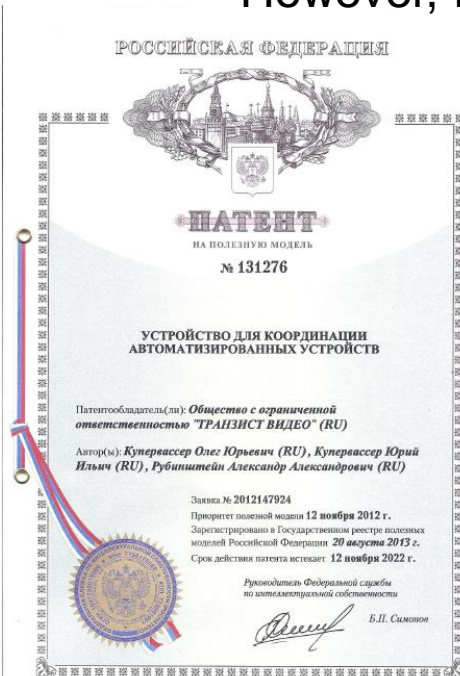 However,
РОССИЙСКАЯ ФЕДЕРАЦИЯ
ПАТЕНТ
НА ПОЛЕЗНУЮ МОДЕЛЬ
№ 131276
УСТРОЙСТВО ДЛЯ КООРДИНАЦИИ
АВТОМАТИЗИРОВАННЫХ УСТРОЙСТВ
Патентообладатель(ли): Общество с ограниченной
ответственностью "ТРАНЗИСТ ВИДЕО" (RU)
Автор(ы): Купервассер Олег Юрьевич (RU), Купервассер Юрий
Ильич (RU), Рубинштейн Александр Александрович (RU)
Заявка № 2012147924
Приоритет полезной модели 12 ноября 2012 г.
Зарегистрировано в Государственном реестре полезных
моделей Российской Федерации 20 августа 2013 г.
Срок действия патента истекает 12 ноября 2022 г.
Руководитель Федеральной службы
по интеллектуальной собственности
Б.П. Симонов